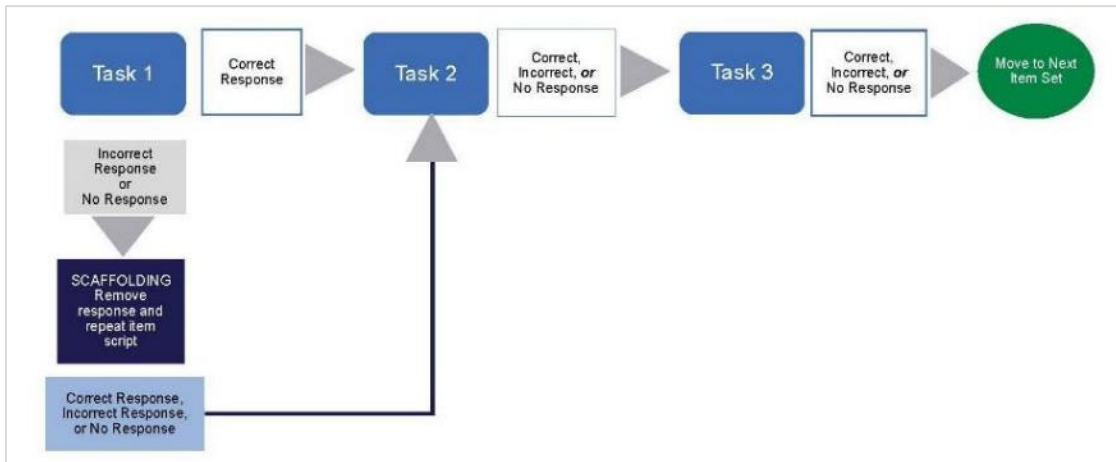 Task 1
Correct
Response
Task 2
Correct,
Incorrect, or
No Response
Task 3
Correct,
Incorrect, or
No Response
Move to Next
Item Set
Incorrect
Response
or
No Response
SCAFFOLDING
Remove
response and
repeat item
script
Correct Response,
Incorrect Response,
or No Response